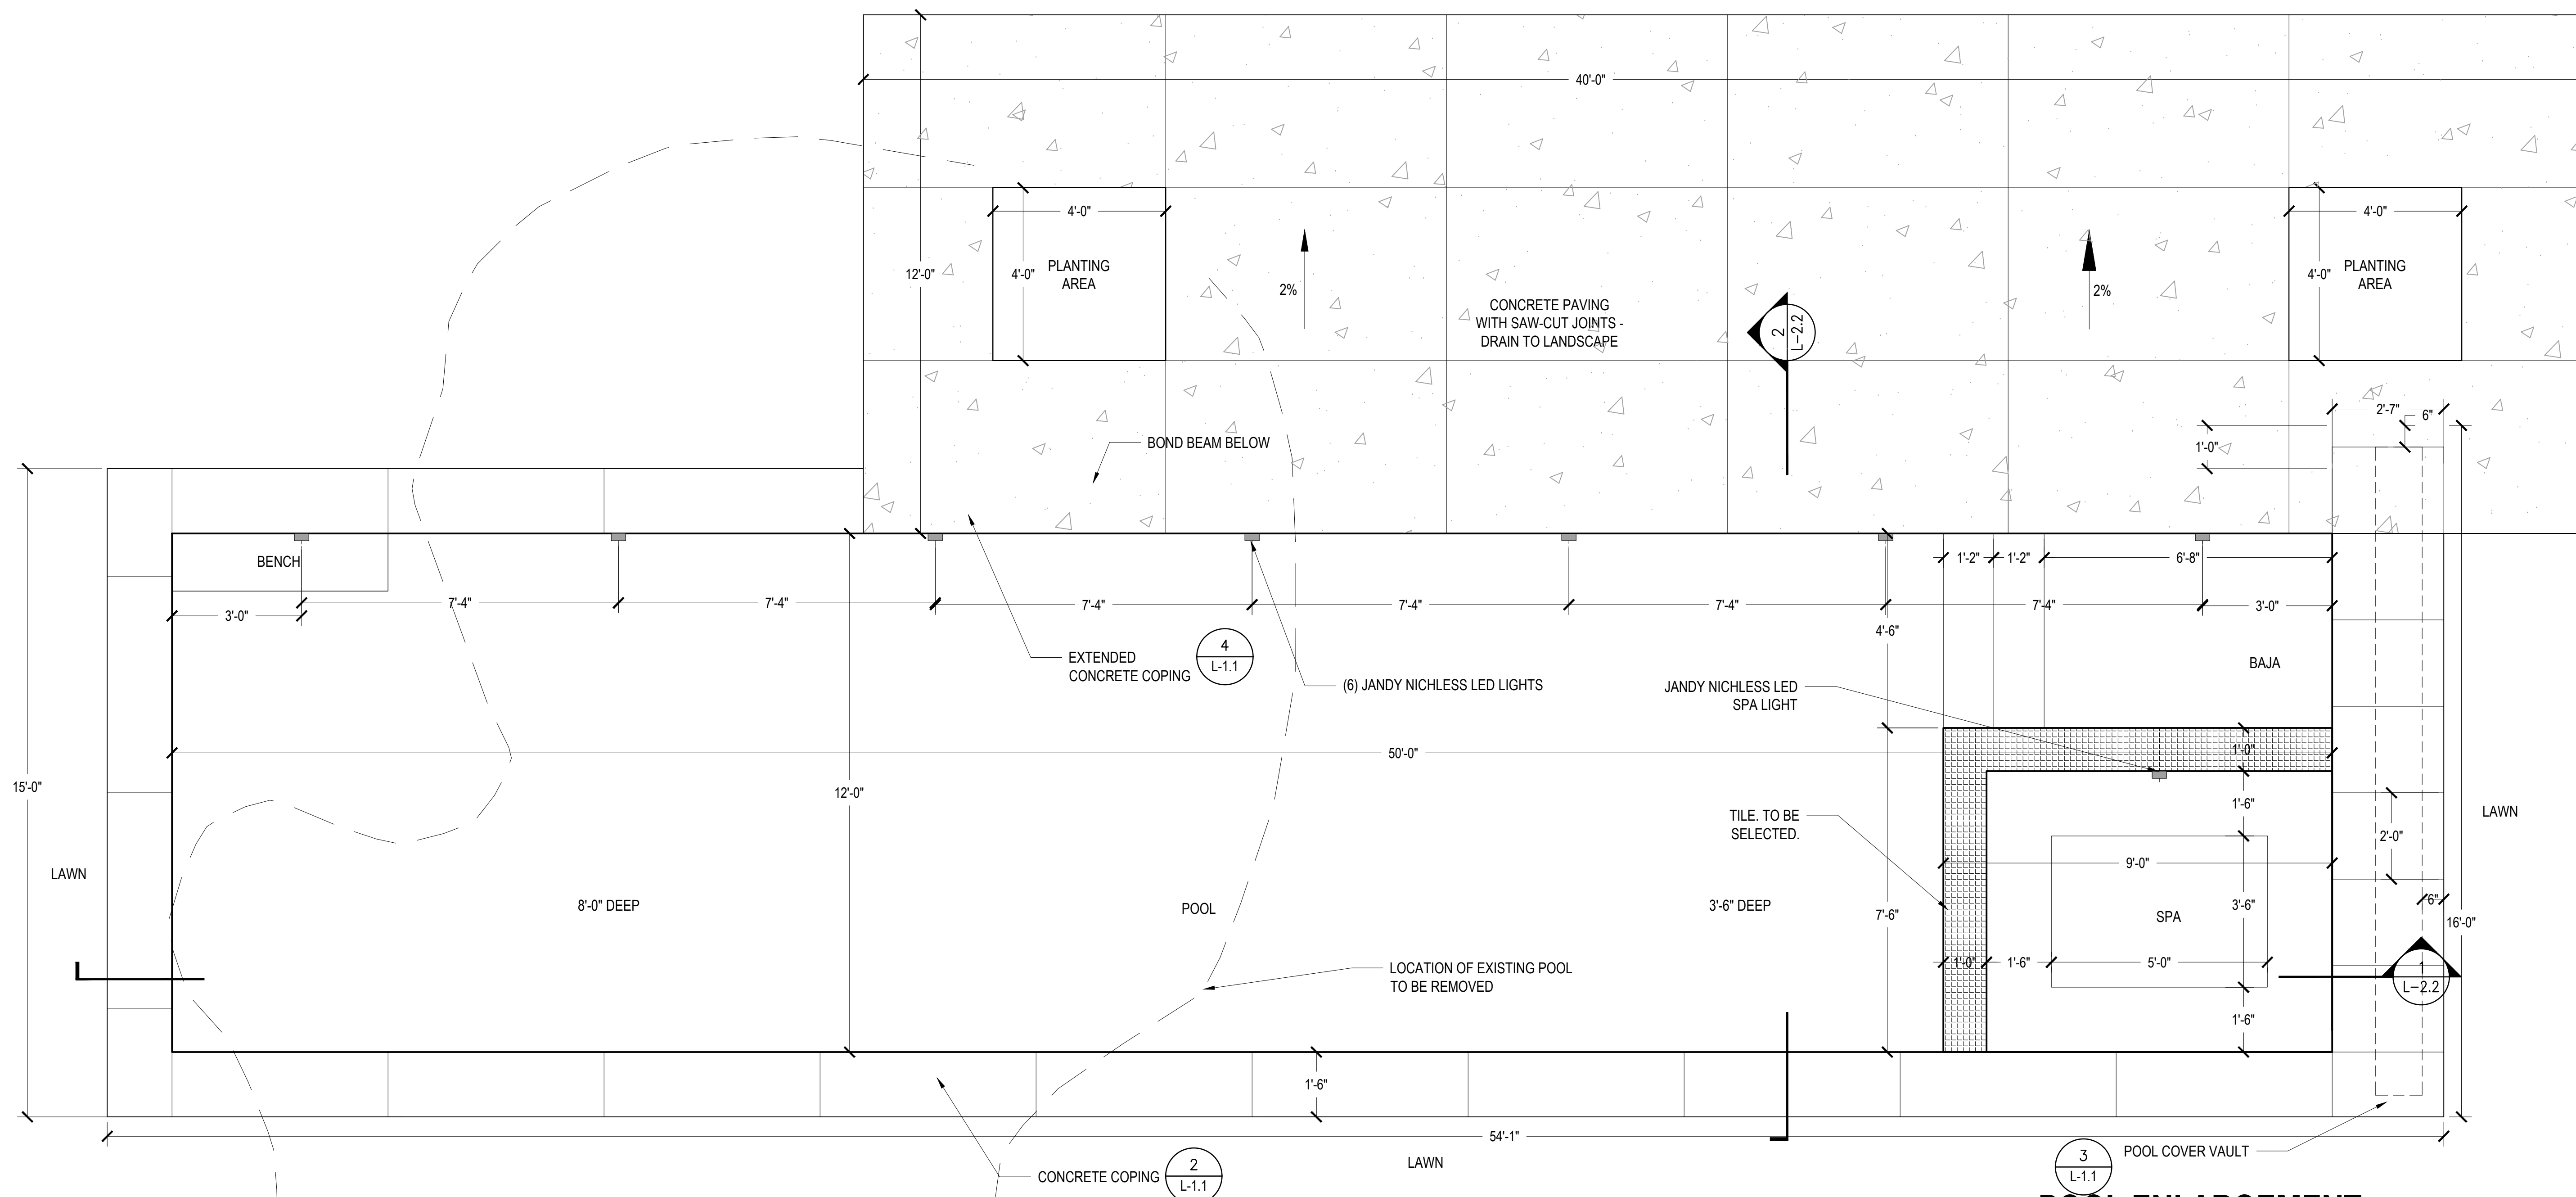 40'-0"
4'-0"
4'-0"
12'-0"
4'-0"
PLANTING
AREA
2%
CONCRETE PAVING
WITH SAW-CUT JOINTS -
DRAIN TO LANDSCAPE
2
L-2.2
2%
4'-0"
PLANTING
AREA
2'-7"
6"
1'-0"
BOND BEAM BELOW
BENCH
1'-2"
1'-2"
6'-8"
3'-0"
7'-4"
7'-4"
7'-4"
7'-4"
7'-4"
7'-4"
3'-0"
4'-6"
EXTENDED
CONCRETE COPING
4
L-1.1
(6) JANDY NICHLESS LED LIGHTS
JANDY NICHLESS LED
SPA LIGHT
BAJA
50'-0"
1'-0"
15'-0"
12'-0"
1'-6"
TILE. TO BE
SELECTED.
2'-0"
LAWN
9'-0"
LAWN
8'-0" DEEP
POOL
3'-6" DEEP
7'-6"
SPA
3'-6"
6"
16'-0"
LOCATION OF EXISTING POOL
TO BE REMOVED
1'-0"
1'-6"
5'-0"
1
L-2.2
1'-6"
1'-6"
54'-1"
LAWN
CONCRETE COPING
2
L-1.1
3
L-1.1
POOL COVER VAULT
POOL ENLARGEMENT